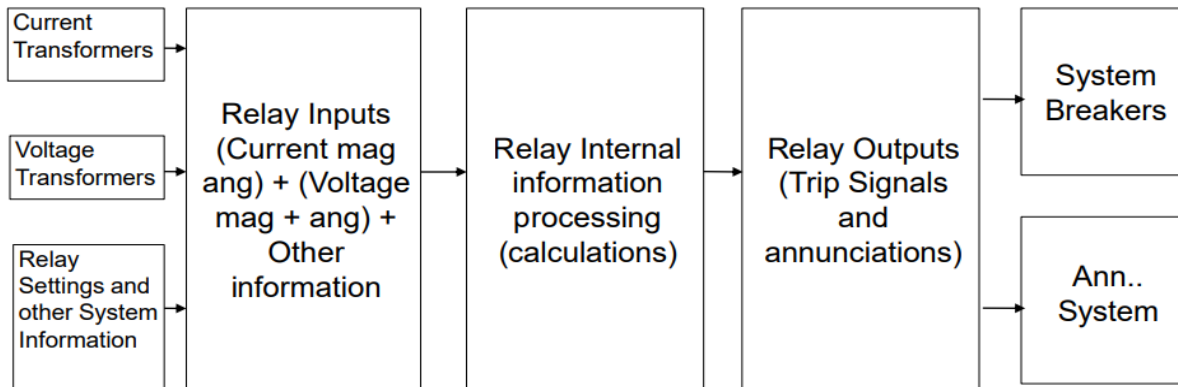 Current
Transformers
Voltage
Transformers
Relay
Settings and
other System
Information
Relay Inputs
(Current mag
ang) + (Voltage
mag + ang) +
Other
information
Relay Internal
information
processing
(calculations)
Relay Outputs
(Trip Signals
and
annunciations)
System
Breakers
Ann..
System